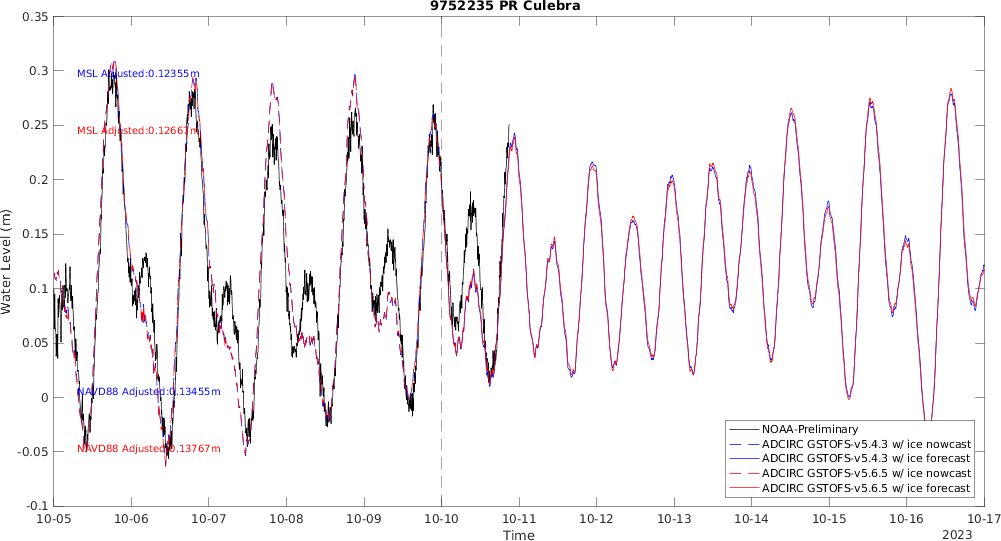 9752235 PR Culebra
0.35
0.3
0.25
0.2
0.15
0.1
0.05
0
-0.05
-0.1
Water Level (m)
MSL Adjusted:0.12355m
MSL Adjusted:0.12667m
NAVD88 Adjusted:0.13455m
NAVD88 Adjusted:0.13767m
NOAA-Preliminary
ADCIRC GSTOFS-v5.4.3 w/ ice nowcast
ADCIRC GSTOFS-v5.4.3 w/ ice forecast
ADCIRC GSTOFS-v5.6.5 w/ ice nowcast
ADCIRC GSTOFS-v5.6.5 w/ ice forecast
10-05 10-06 10-07 10-08 10-09 10-10 10-11 10-12 10-13 10-14 10-15 10-16 10-17
Time
2023